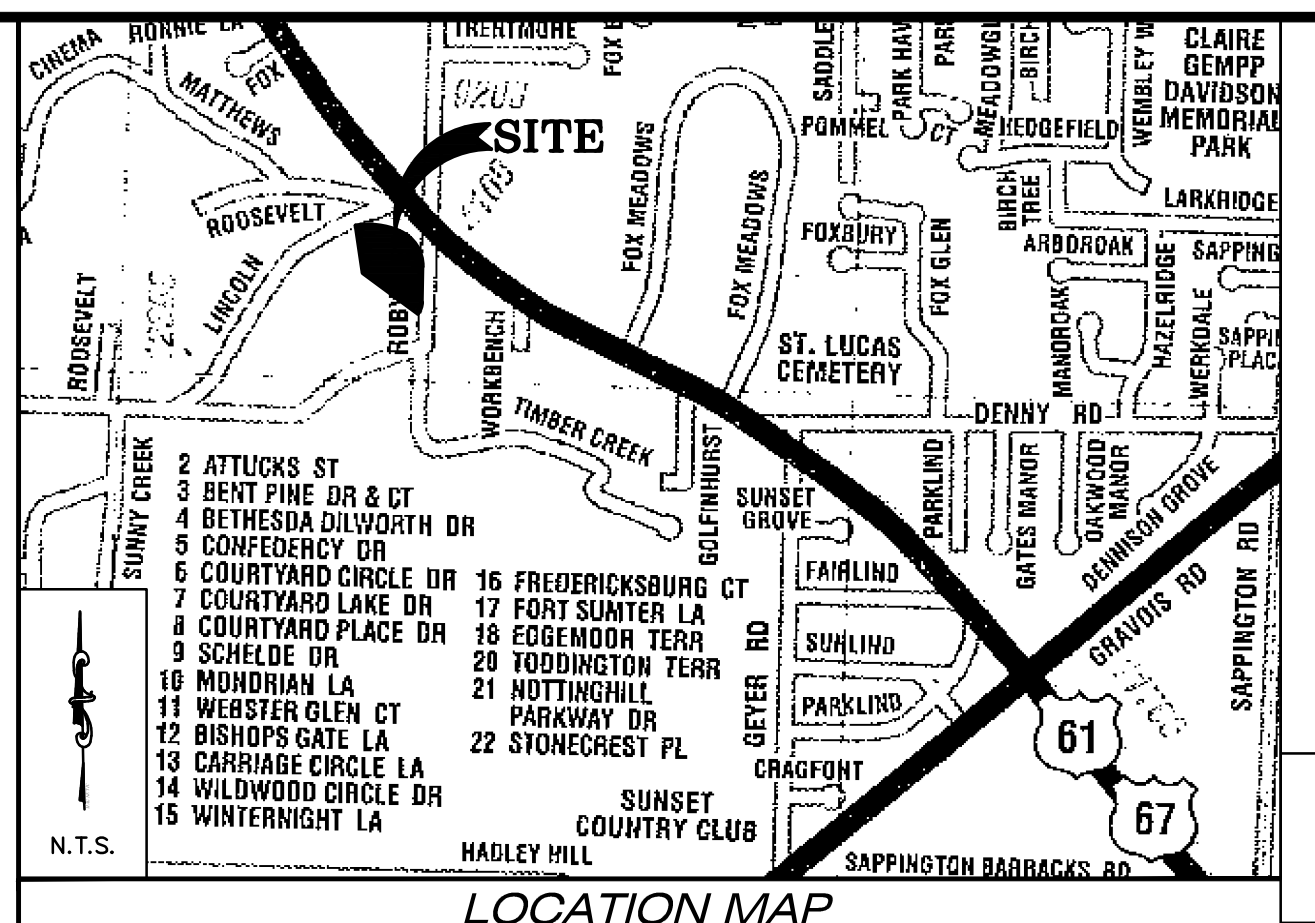 CINEMA
RONNIE LA
FOX
MATTHEWS
TRENTMORE
SITE
ROOSEVELT
LINCOLN
ROOSEVELT
WORKBENCH
FOX MEADOWS
FOX MEADOWS
SADDLE
PARK HAV
BIRCH
MEADOWGL
WEMBLEY W
POMMEL
CT
HEDGEFIELD
CLAIRE
GEMPP
DAVIDSON
MEMORIAL
PARK
BIRCH
TREE
LARKRIDGE
FOXBURY
FOX GLEN
ARBOROAK
SAPPING
MANOROAK
HAZELRIDGE
WERKDALE
SAPPIN
PLAC
ST. LUCAS
CEMETERY
DENNY RD
TIMBER CREEK
GOLFINHURST
SUNSET
GROVE
PARKLIND
GATES MANOR
OAKWOOD
MANOR
DENNISON GROVE
GRAVOIS RD
SAPPINGTON RD
FAIRLIND
SUNLIND
PARKLIND
GEYER RD
CRAGFONT
61
67
SUNNY CREEK
2 ATTUCKS ST
3 BENT PINE DR & CT
4 BETHESDA DILWORTH DR
5 CONFEDERCY DR
6 COURTYARD CIRCLE DR
7 COURTYARD LAKE DR
8 COURTYARD PLACE DR
9 SCHELDE DR
10 MONDRIAN LA
11 WEBSTER GLEN CT
12 BISHOPS GATE LA
13 CARRIAGE CIRCLE LA
14 WILDWOOD CIRCLE DR
15 WINTERNIGHT LA
16 FREDERICKSBURG CT
17 FORT SUMTER LA
18 EDGEMOOR TERR
20 TODDINGTON TERR
21 NOTTINGHILL
PARKWAY DR
22 STONECREST PL
SUNSET
COUNTRY CLUB
HADLEY HILL
SAPPINGTON BARRACKS RD
N.T.S.
LOCATION MAP